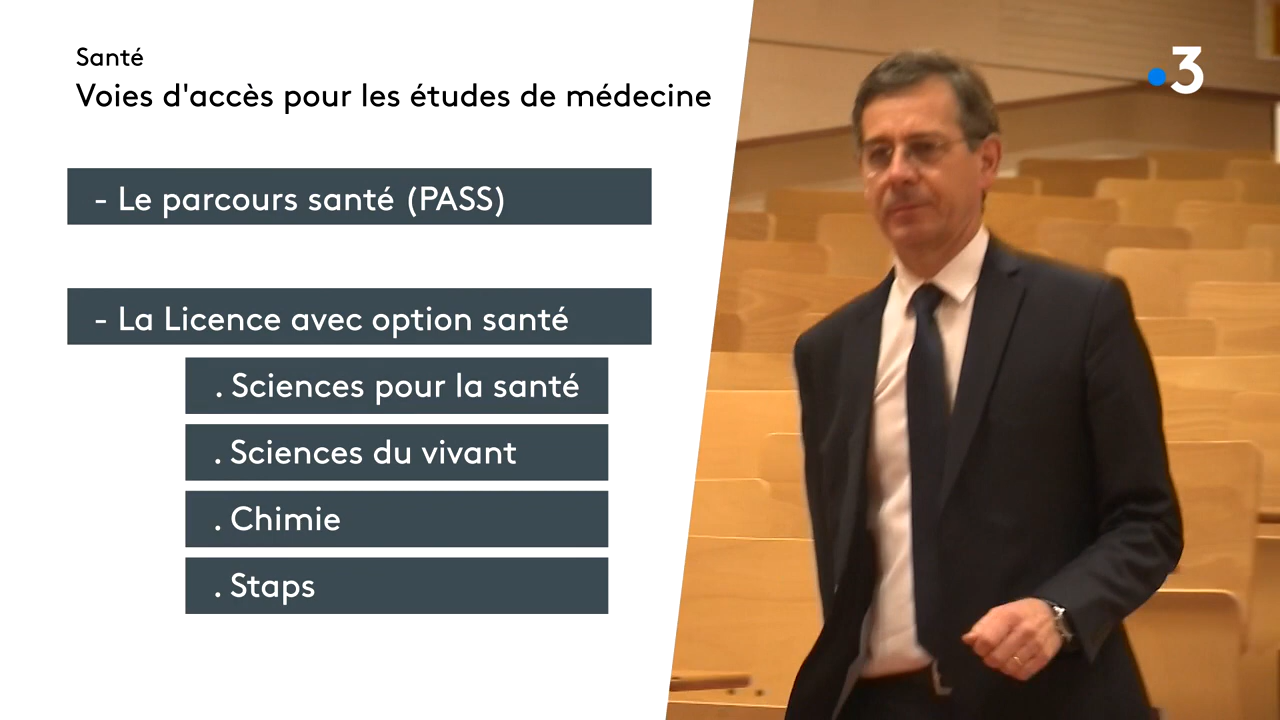 Santé
Voies d'accès pour les études de médecine
- Le parcours santé (PASS)
- La Licence avec option santé
. Sciences pour la santé
. Sciences du vivant
. Chimie
. Staps
3